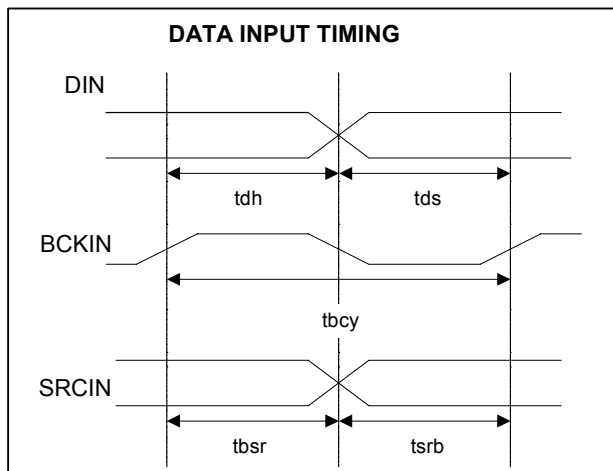 DATA INPUT TIMING
DIN
tdh
tds
BCKIN
tbcy
SRCIN
tbsr
tsrb